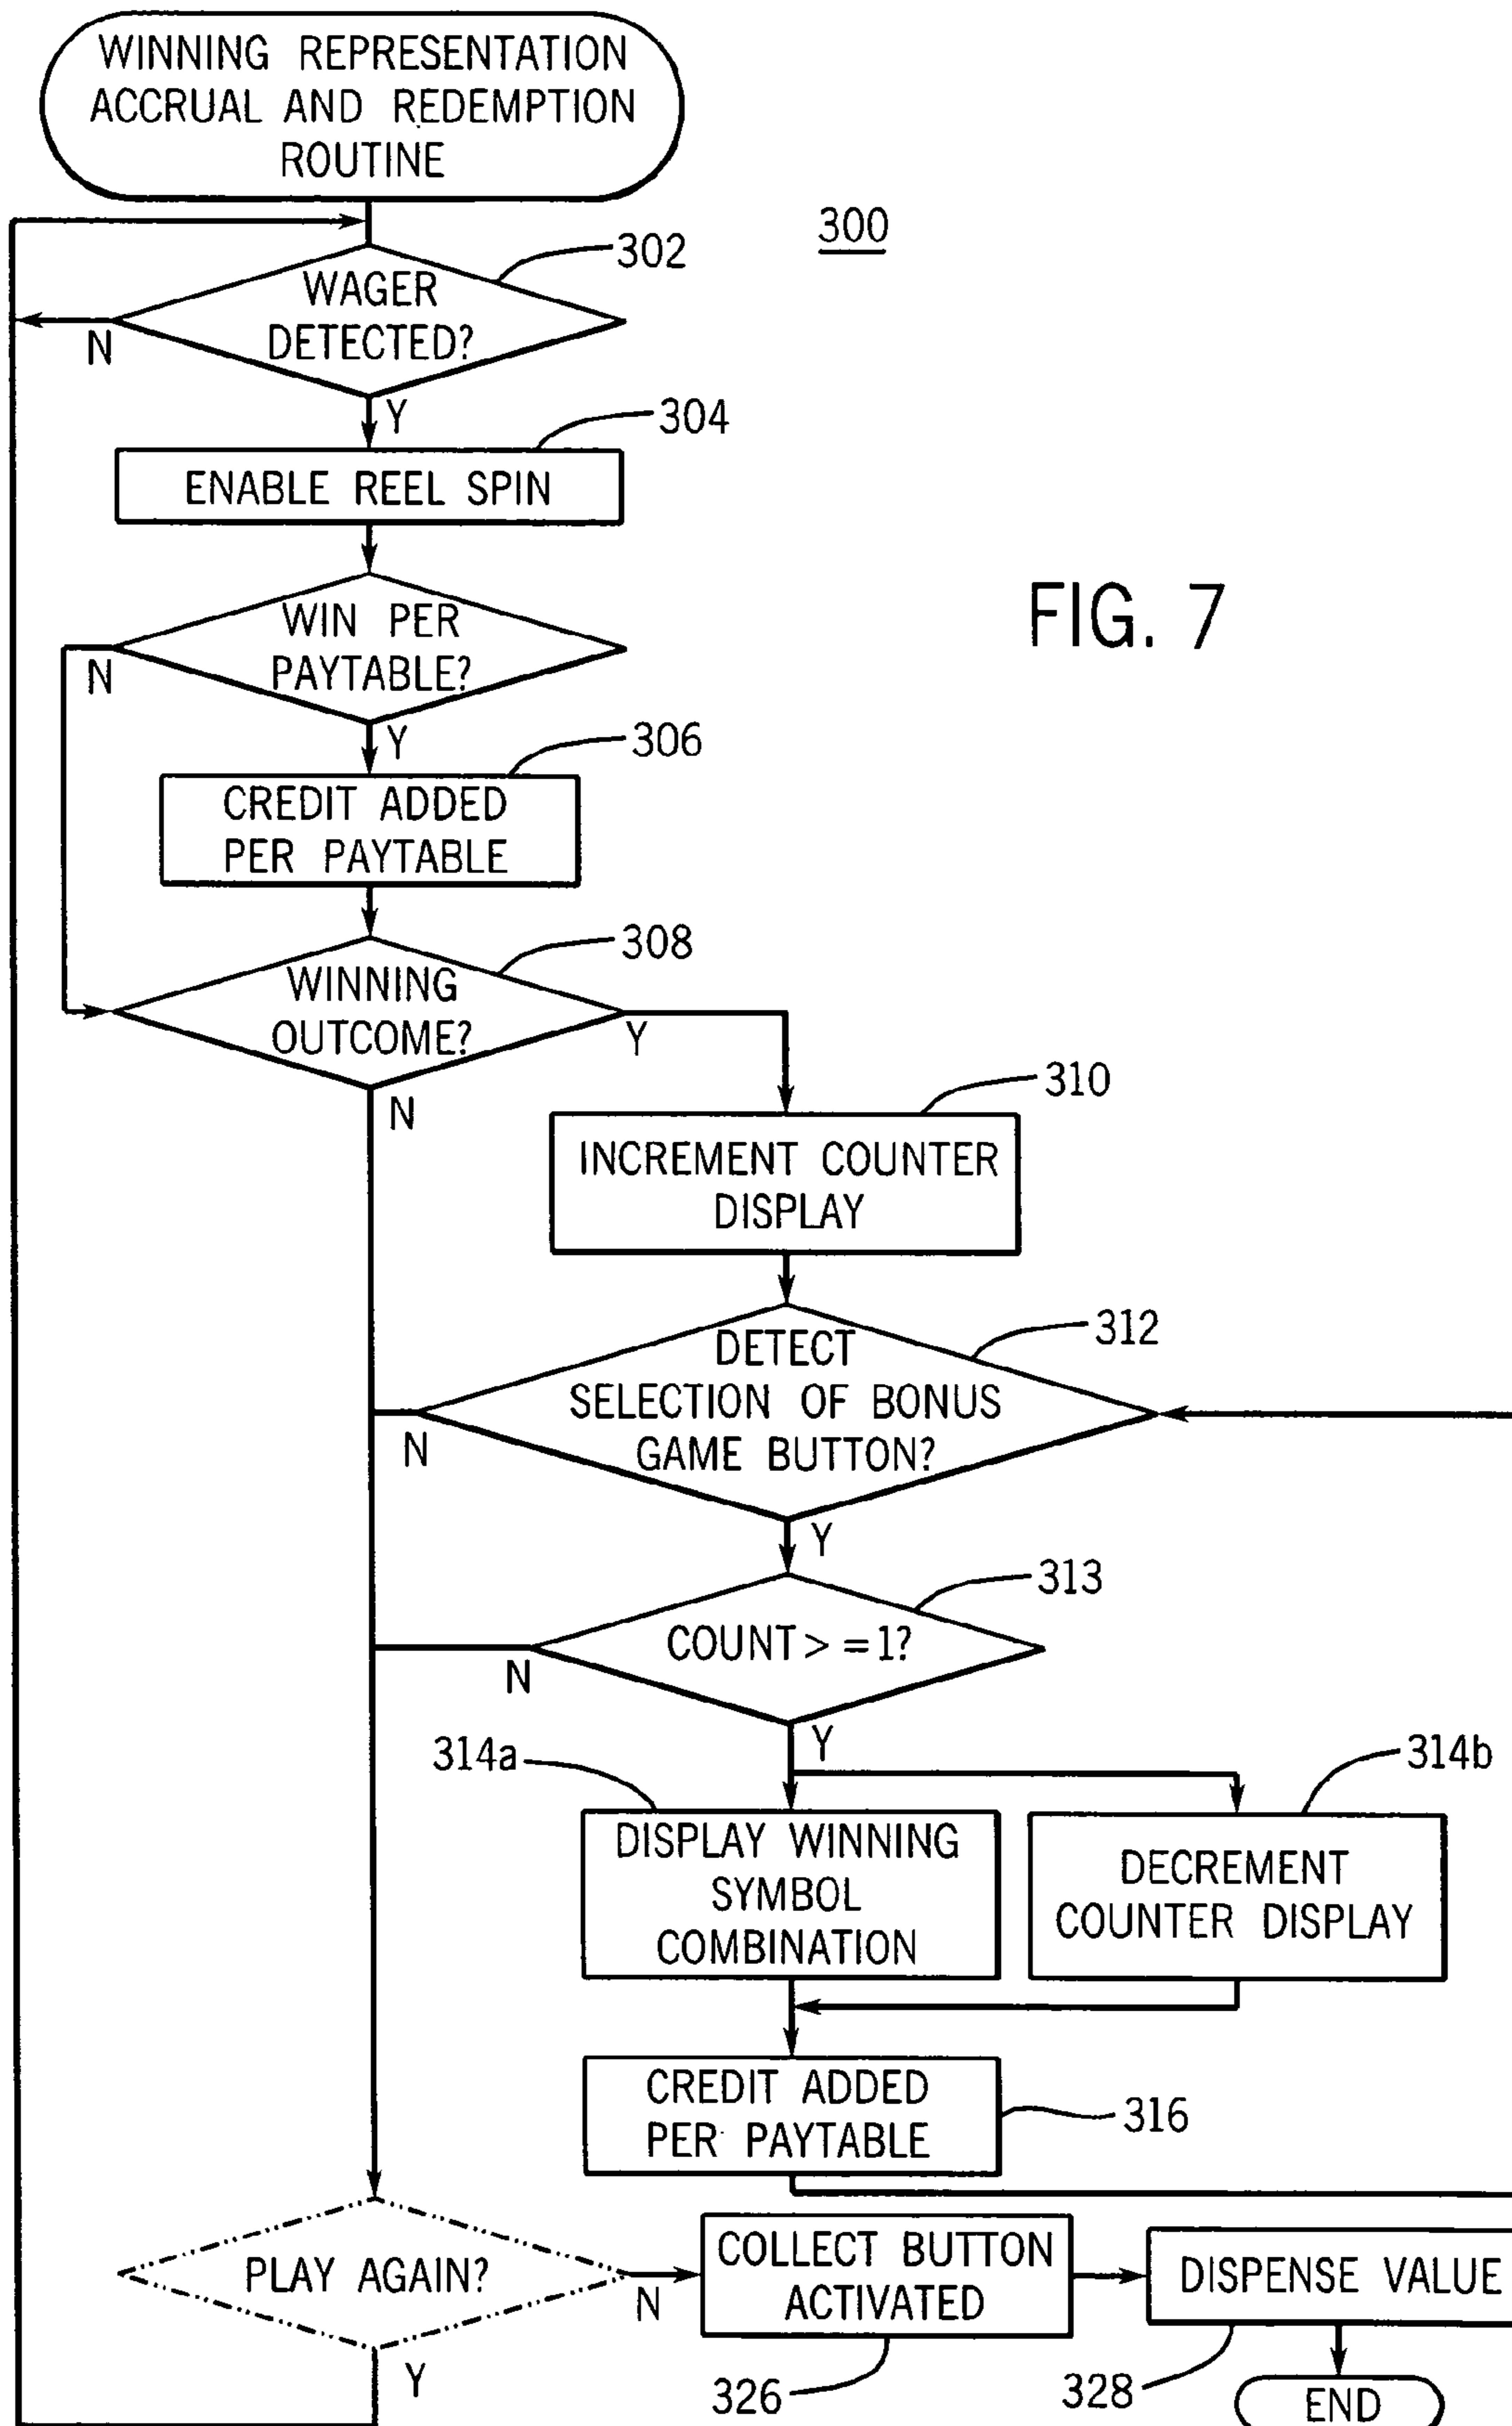 WINNING REPRESENTATION
ACCRUAL AND REDEMPTION
ROUTINE
300
302
WAGER
DETECTED?
N
Y
304
ENABLE REEL SPIN
FIG. 7
WIN PER
PAYTABLE?
N
Y
306
CREDIT ADDED
PER PAYTABLE
308
WINNING
OUTCOME?
Y
N
310
INCREMENT COUNTER
DISPLAY
312
DETECT
SELECTION OF BONUS
GAME BUTTON?
N
Y
313
COUNT > = 1?
N
Y
314a
314b
DISPLAY WINNING
SYMBOL
COMBINATION
DECREMENT
COUNTER DISPLAY
CREDIT ADDED
PER PAYTABLE
316
PLAY AGAIN?
N
Y
COLLECT BUTTON
ACTIVATED
326
DISPENSE VALUE
328
END